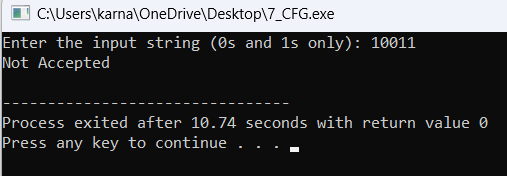 C:\Users\karna\OneDrive\Desktop\7_CFG.exe
Enter the input string (0s and 1s only): 10011
Not Accepted
--------------------------------
Process exited after 10.74 seconds with return value 0
Press any key to continue . . .